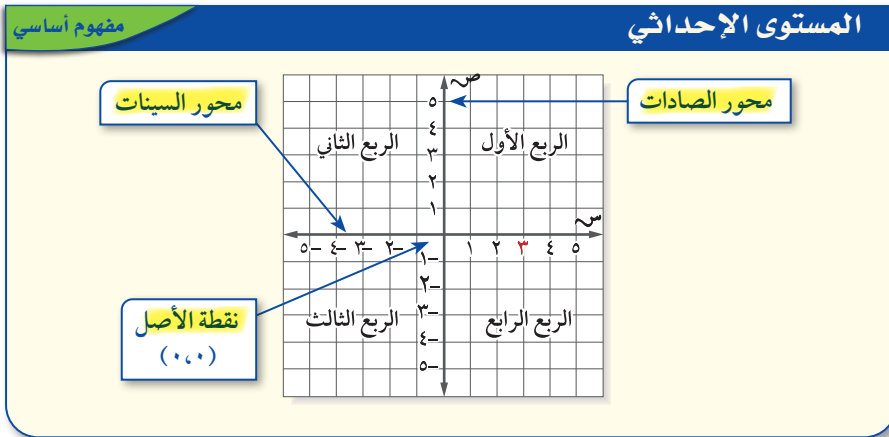 المستوى الإحداثي
مفهوم أساسي
محور الصادات
محور السينات
ص
٥
٤
٣
٢
١
الربع الأول
الربع الثاني
س
٥– ٤– ٣– ٢– ١ ٢ ٣ ٤ ٥
١–
٢–
٣–
٤–
٥–
الربع الرابع
الربع الثالث
نقطة الأصل
(٠،٠)